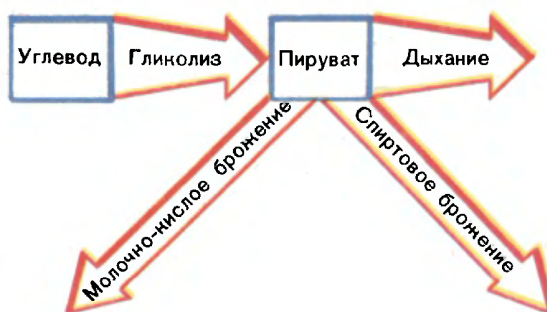 Углевод
Гликолиз
Пируват
Дыхание
Молочно-кислое брожение
Спиртовое брожение